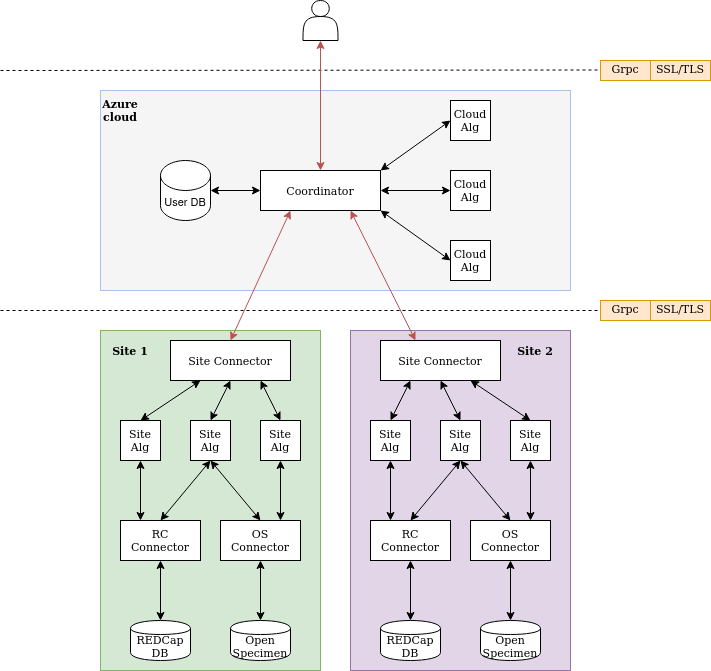 Grpc SSL/TLS
Azure
cloud
Cloud
Alg
User DB
Coordinator
Cloud
Alg
Cloud
Alg
Grpc SSL/TLS
Site 1
Site Connector
Site
Alg
Site
Alg
Site
Alg
RC
Connector
OS
Connector
REDCap
DB
Open
Specimen
Site 2
Site Connector
Site
Alg
Site
Alg
Site
Alg
RC
Connector
OS
Connector
REDCap
DB
Open
Specimen